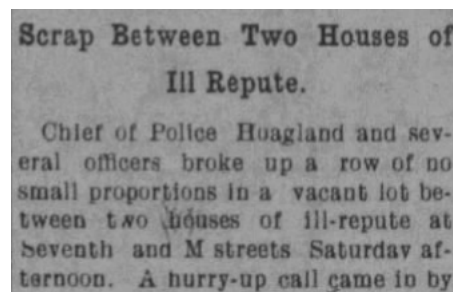 Scrap Between Two Houses of
Ill Repute.
Chief of Police Hoagland and sev-
eral officers broke up a row of no
small proportions in a vacant lot be-
tween two houses of ill-repute at
Seventh and M streets Saturday af-
ternoon. A hurry-up call came in by